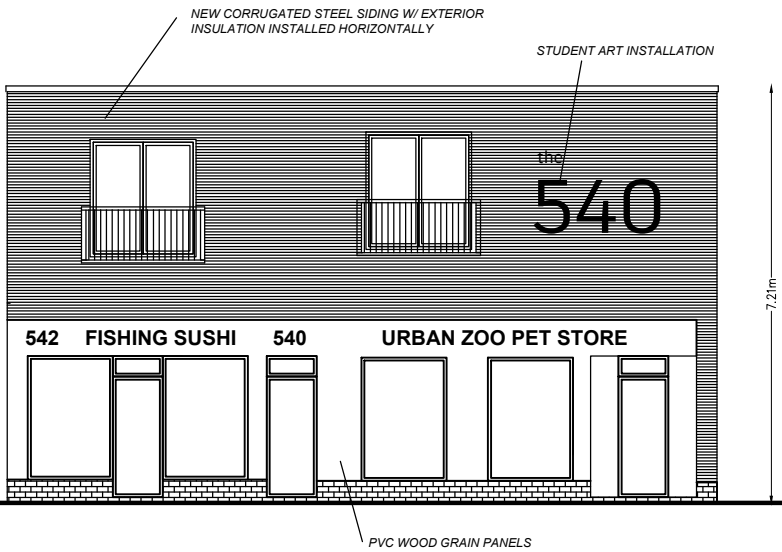 NEW CORRUGATED STEEL SIDING W/ EXTERIOR
INSULATION INSTALLED HORIZONTALLY
STUDENT ART INSTALLATION
the
540
7.21m
542 FISHING SUSHI 540 URBAN ZOO PET STORE
PVC WOOD GRAIN PANELS